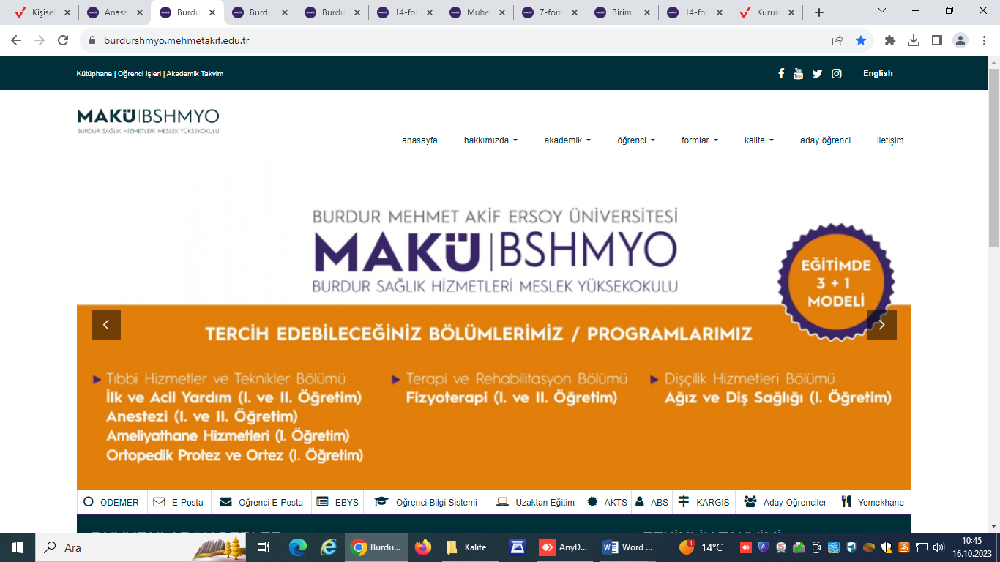 Kişisel
Anasa
Burdu
Burdu
Burdu
14-for
Mühe
7-form
Birim
14-for
Kurun
burdurshmyo.mehmetakif.edu.tr
Kütüphane | Öğrenci İşleri | Akademik Takvim
You Tube
English
MAKÜ|BSHMYO
BURDUR SAĞLIK HİZMETLERİ MESLEK YÜKSEKOKULU
anasayfa hakkımızda akademik öğrenci formlar kalite aday öğrenci iletişim
BURDUR MEHMET AKİF ERSOY ÜNİVERSİTESİ
MAKÜ|BSHMYO
BURDUR SAĞLIK HİZMETLERİ MESLEK YÜKSEKOKULU
EĞİTİMDE
3 + 1
MODELİ
TERCİH EDEBİLECEĞİNİZ BÖLÜMLERİMİZ / PROGRAMLARIMIZ
Tıbbi Hizmetler ve Teknikler Bölümü
İlk ve Acil Yardım (I. ve II. Öğretim)
Anestezi (I. ve II. Öğretim)
Ameliyathane Hizmetleri (I. Öğretim)
Ortopedik Protez ve Ortez (I. Öğretim)
Terapi ve Rehabilitasyon Bölümü
Fizyoterapi (I. ve II. Öğretim)
Dişçilik Hizmetleri Bölümü
Ağız ve Diş Sağlığı (I. Öğretim)
ÖDEMER E-Posta Öğrenci E-Posta EBYS Öğrenci Bilgi Sistemi Uzaktan Eğitim AKTS ABS KARGİS Aday Öğrenciler Yemekhane
Ara
Burdu...
Kalite
AnyD...
Word ...
1
14°C
10:45
16.10.2023